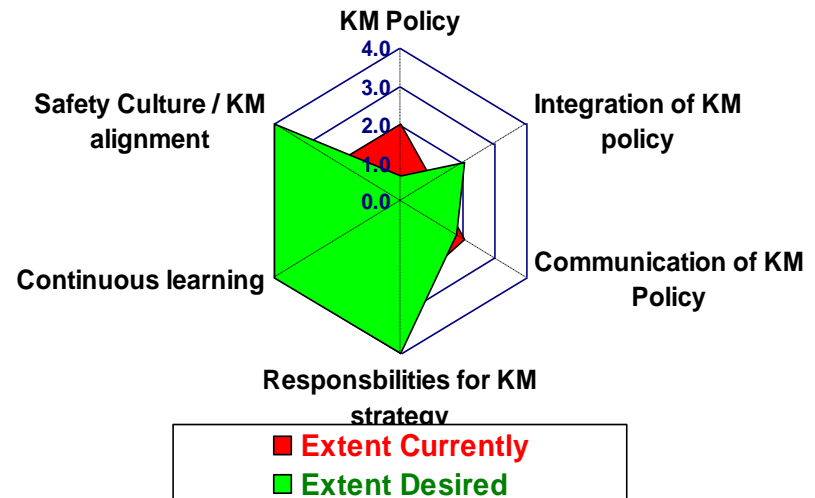 KM Policy
4.0
3.0
2.0
1.0
0.0
Safety Culture / KM
alignment
Integration of KM
policy
Continuous learning
Communication of KM
Policy
Responsbilities for KM
strategy
Extent Currently
Extent Desired